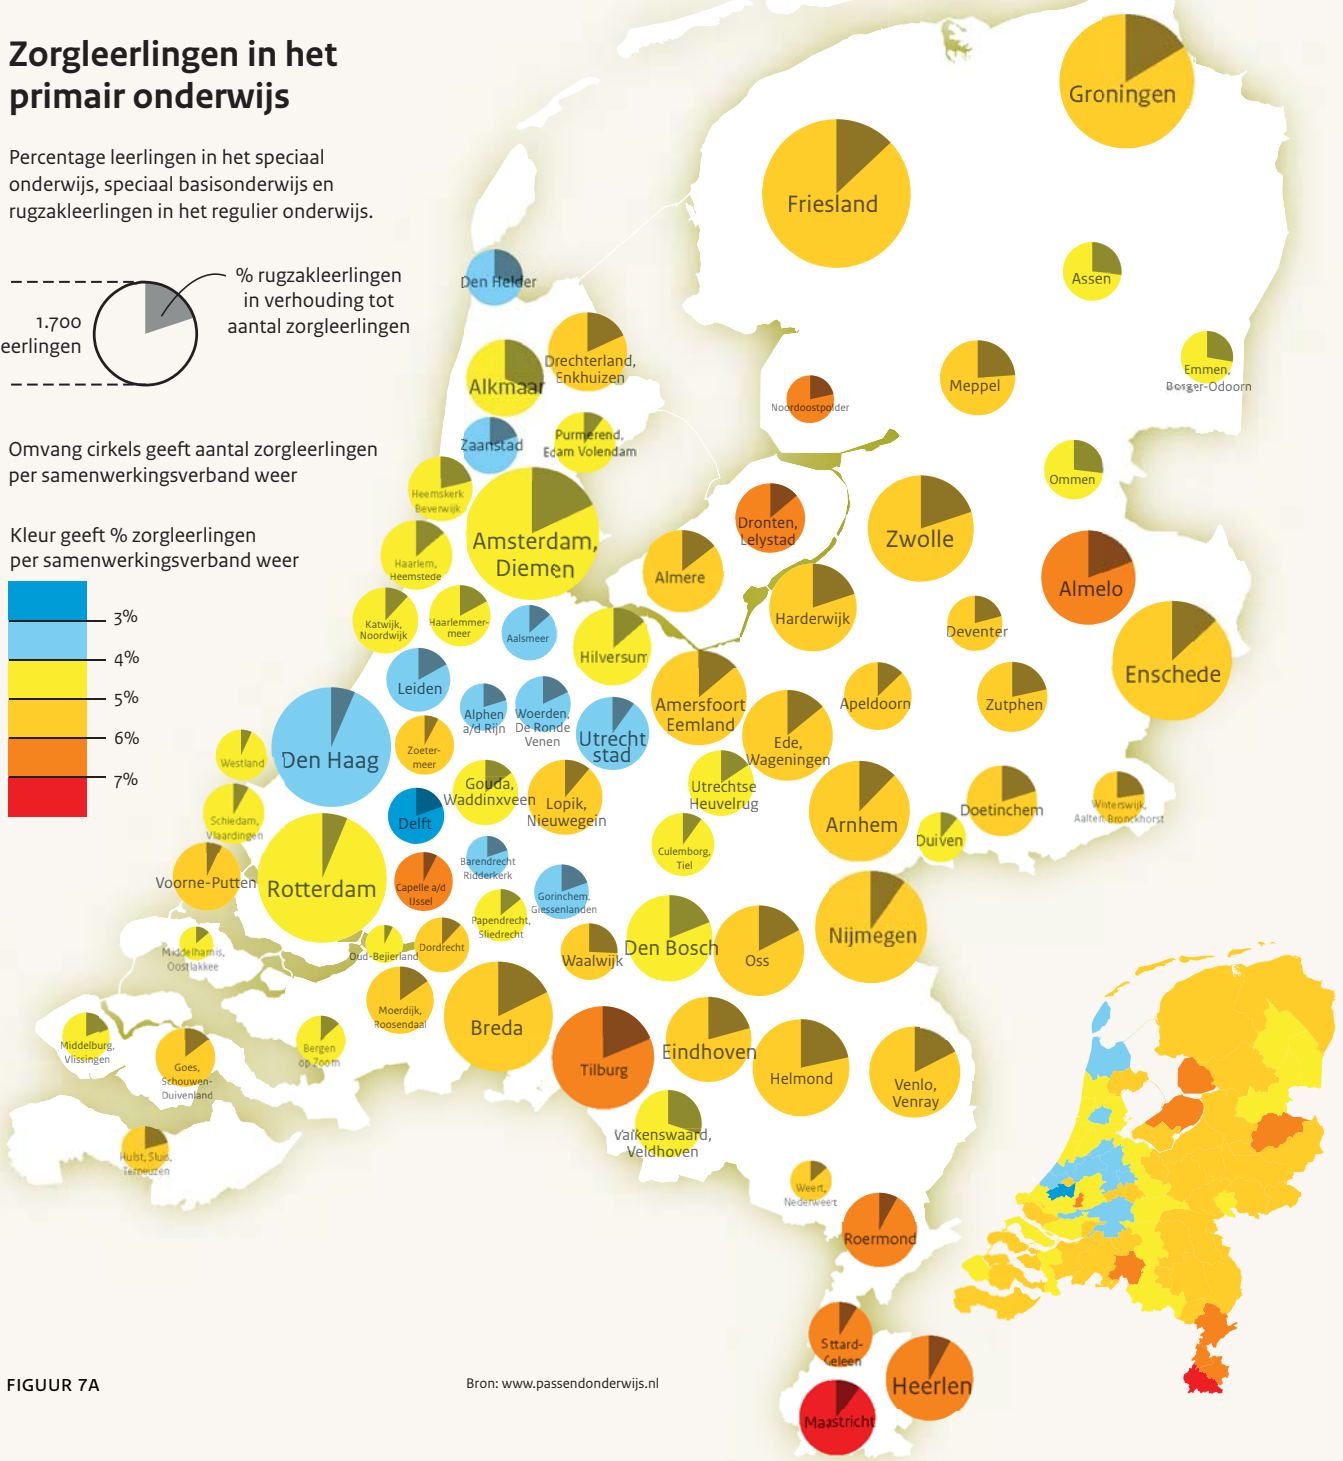 Zorgleerlingen in het
primair onderwijs
Percentage leerlingen in het speciaal
onderwijs, speciaal basisonderwijs en
rugzakleerlingen in het regulier onderwijs.
% rugzakleerlingen
in verhouding tot
aantal zorgleerlingen
1.700
eerlingen
Omvang cirkels geeft aantal zorgleerlingen
per samenwerkingsverband weer
Kleur geeft % zorgleerlingen
per samenwerkingsverband weer
3%
4%
5%
6%
7%
Groningen
Friesland
Assen
Den Helder
Drechterland,
Enkhuizen
Alkmaar
Meppel
Emmen,
Borger-Odoorn
Noordoostpolder
Zaanstad
Purmerend,
Edam Volendam
Ommen
Heemskerk
Beverwijk
Dronten,
Lelystad
Zwolle
Amsterdam,
Diemen
Haarlem,
Heemstede
Almere
Almelo
Harderwijk
Katwijk,
Noordwijk
Haarlemmer-
meer
Aalsmeer
Deventer
Hilversum
Enschede
Leiden
Amersfoort
Eemland
Apeldoorn
Zutphen
Alphen
a/d Rijn
Woerden,
De Ronde
Venen
Utrecht
stad
Ede,
Wageningen
Den Haag
Zoeter-
meer
Westland
Gouda,
Waddinxveen
Lopik,
Nieuwegein
Utrechtse
Heuvelrug
Arnhem
Doetinchem
Winterswijk,
Aalten, Bronckhorst
Schiedam,
Vlaardingen
Delft
Duiven
Culemborg,
Tiel
Barendrecht
Ridderkerk
Voorne-Putten
Rotterdam
Capelle a/d
IJssel
Gorinchem,
Giessenlanden
Papendrecht,
Sliedrecht
Nijmegen
Middelharnis,
Oostflakkee
Oud-Beijerland
Dordrecht
Waalwijk
Den Bosch
Oss
Moerdijk,
Roosendaal
Breda
Middelburg,
Vlissingen
Goes,
Schouwen-
Duivenland
Bergen
op Zoom
Tilburg
Eindhoven
Helmond
Venlo,
Venray
Valkenswaard,
Veldhoven
Hulst, Sluis,
Terneuzen
Weert,
Nederweert
Roermond
Sittard-
Geleen
Heerlen
Maastricht
FIGUUR 7A
Bron: www.passendonderwijs.nl